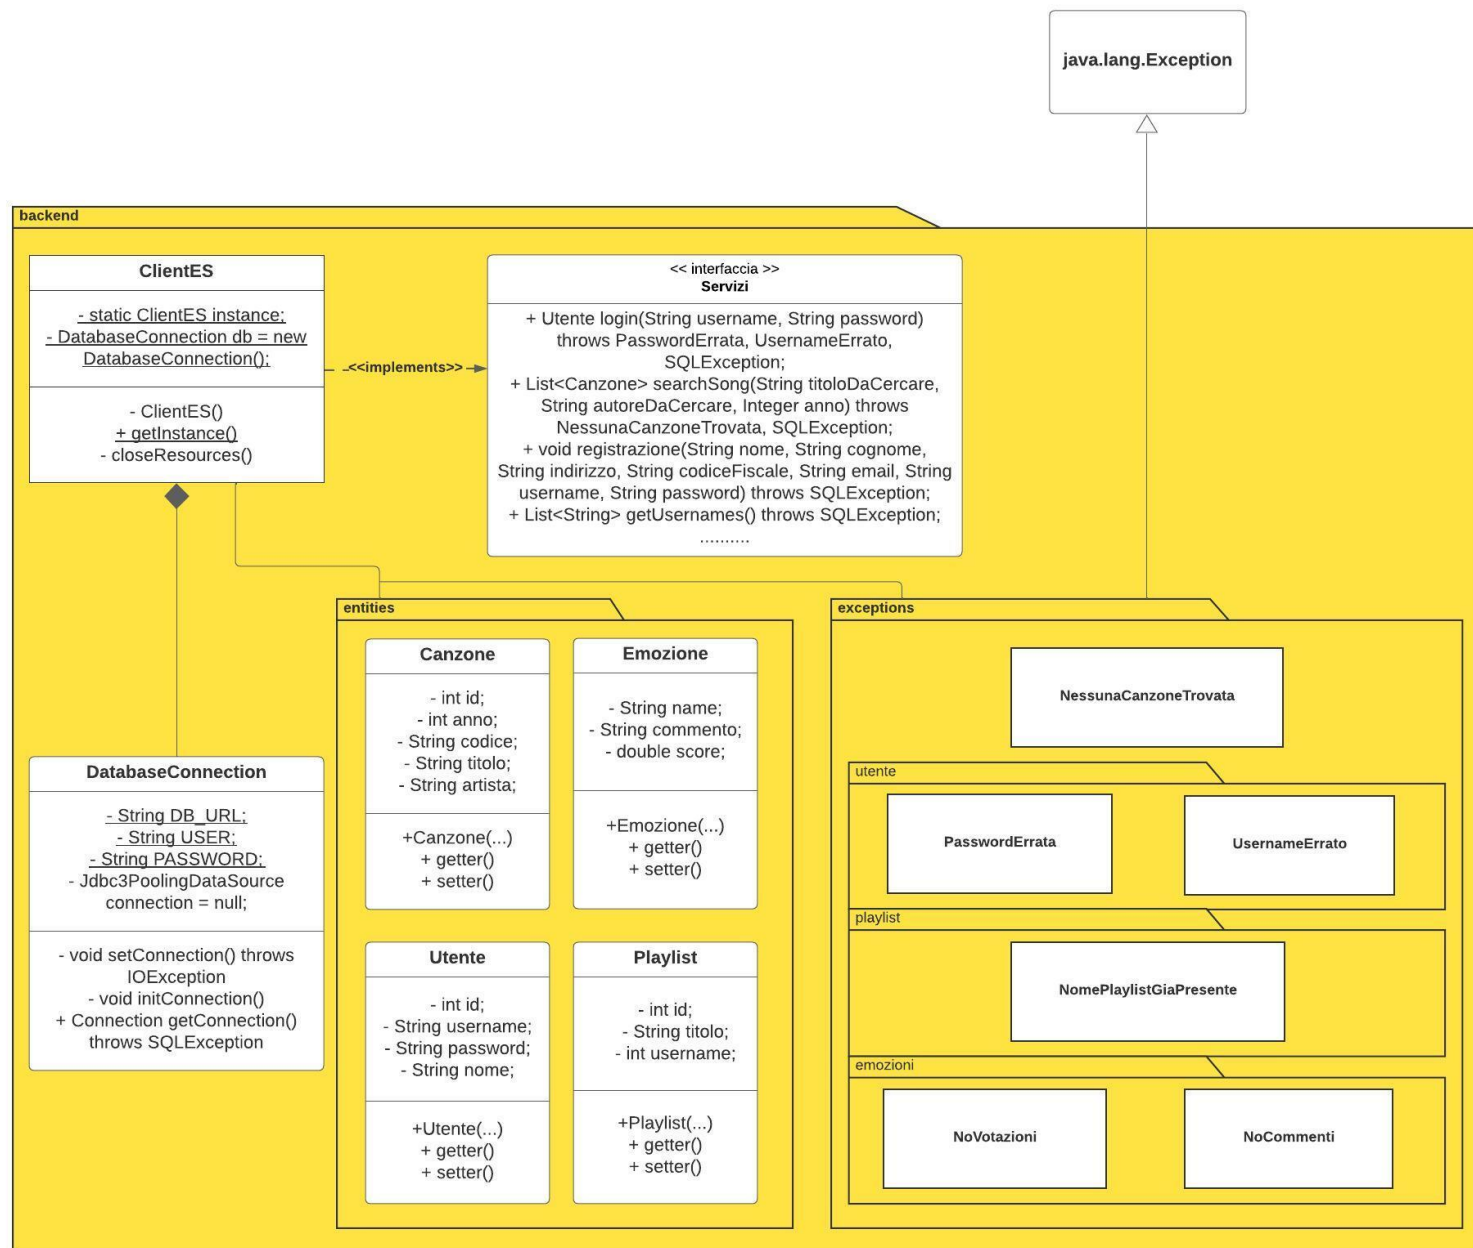 java.lang.Exception
backend
ClientES
- static ClientES instance;
- DatabaseConnection db = new
DatabaseConnection();
- ClientES()
+ getInstance()
- closeResources()
<<implements>>
<< interfaccia >>
Servizi
+ Utente login(String username, String password)
throws PasswordErrata, UsernameErrato,
SQLException;
+ List<Canzone> searchSong(String titoloDaCercare,
String autoreDaCercare, Integer anno) throws
NessunaCanzoneTrovata, SQLException;
+ void registrazione(String nome, String cognome,
String indirizzo, String codiceFiscale, String email, String
username, String password) throws SQLException;
+ List<String> getUsernames() throws SQLException;
..........
DatabaseConnection
- String DB_URL;
- String USER;
- String PASSWORD;
- Jdbc3PoolingDataSource
connection = null;
- void setConnection() throws
IOException
- void initConnection()
+ Connection getConnection()
throws SQLException
entities
Canzone
- int id;
- int anno;
- String codice;
- String titolo;
- String artista;
+Canzone(...)
+ getter()
+ setter()
Emozione
- String name;
- String commento;
- double score;
+Emozione(...)
+ getter()
+ setter()
Utente
- int id;
- String username;
- String password;
- String nome;
+Utente(...)
+ getter()
+ setter()
Playlist
- int id;
- String titolo;
- int username;
+Playlist(...)
+ getter()
+ setter()
exceptions
NessunaCanzoneTrovata
utente
PasswordErrata
UsernameErrato
playlist
NomePlaylistGiaPresente
emozioni
NoVotazioni
NoCommenti